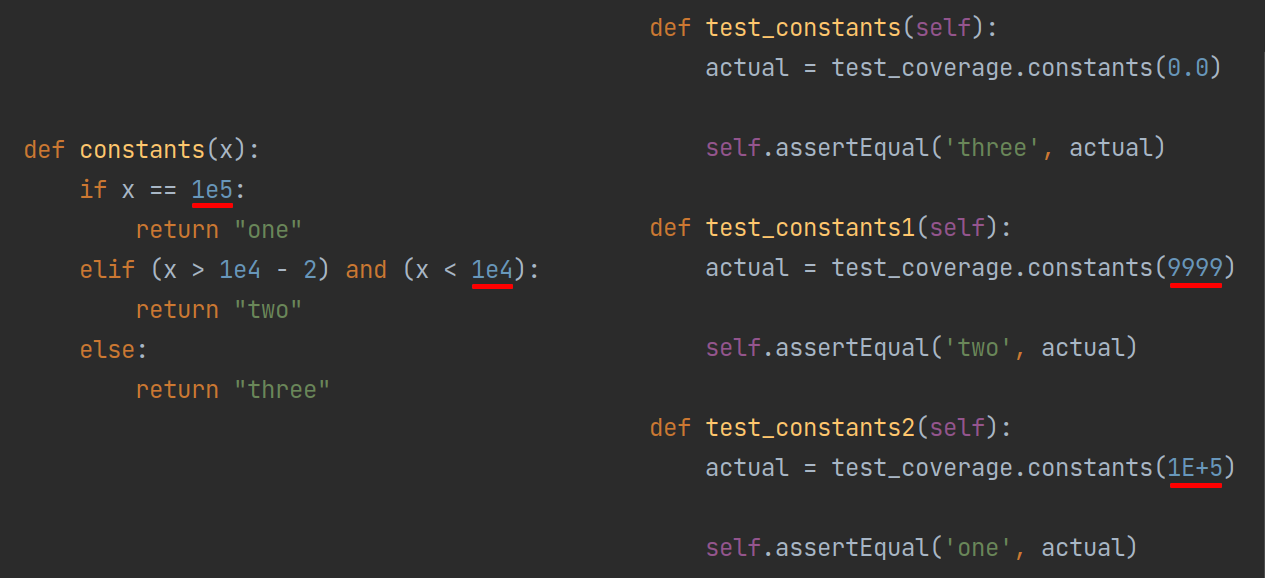 def constants(x):
    if x == 1e5:
        return "one"
    elif (x > 1e4 - 2) and (x < 1e4):
        return "two"
    else:
        return "three"
def test_constants(self):
    actual = test_coverage.constants(0.0)
    self.assertEqual('three', actual)
def test_constants1(self):
    actual = test_coverage.constants(9999)
    self.assertEqual('two', actual)
def test_constants2(self):
    actual = test_coverage.constants(1E+5)
    self.assertEqual('one', actual)